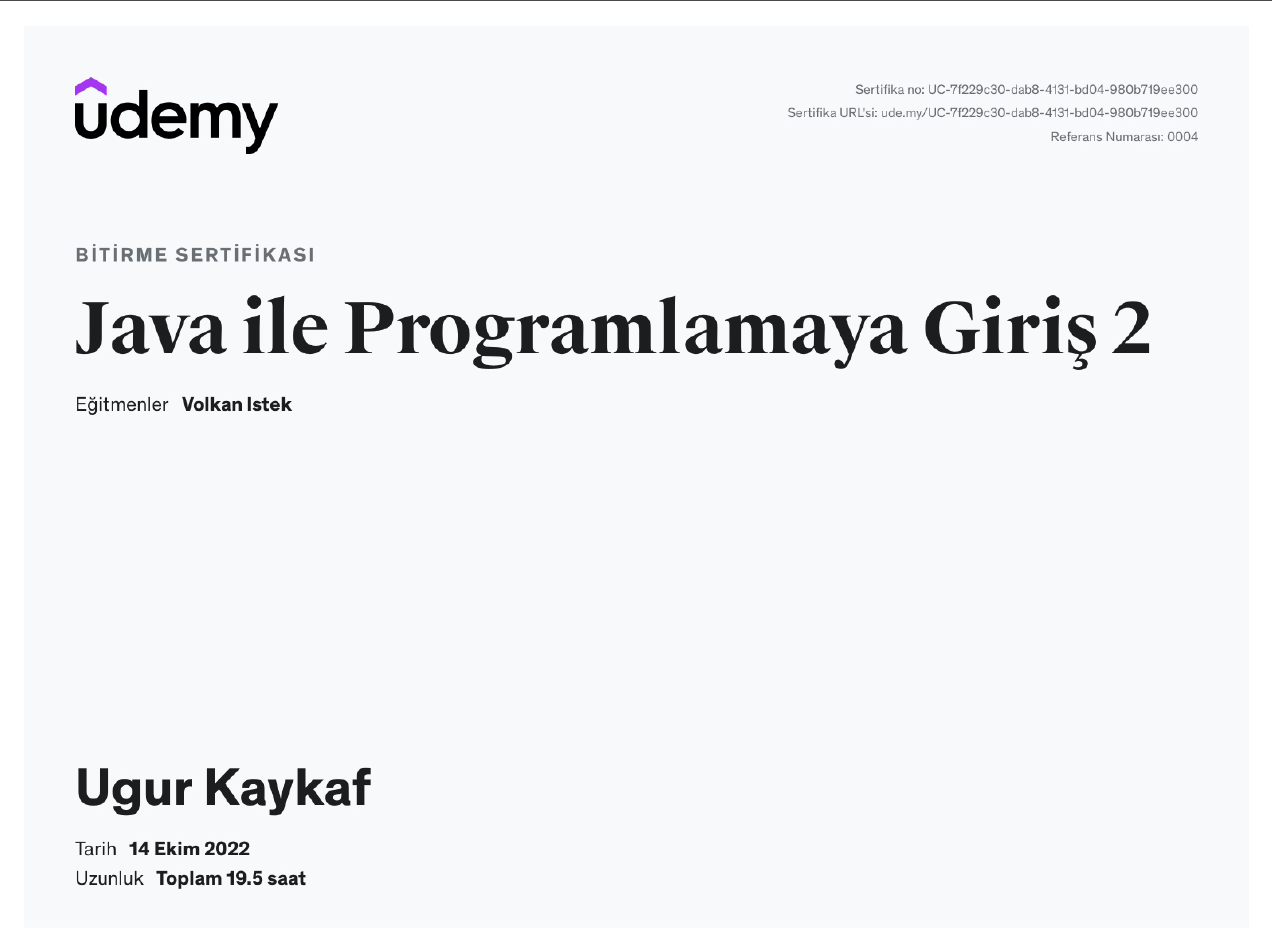 udemy
Sertifika no: UC-7f229c30-dab8-4131-bd04-980b719ee300
Sertifika URL'si: ude.my/UC-7f229c30-dab8-4131-bd04-980b719ee300
Referans Numarası: 0004
BİTİRME SERTİFİKASI
Java ile Programlamaya Giriş 2
Eğitmenler Volkan Istek
Ugur Kaykaf
Tarih 14 Ekim 2022
Uzunluk Toplam 19.5 saat